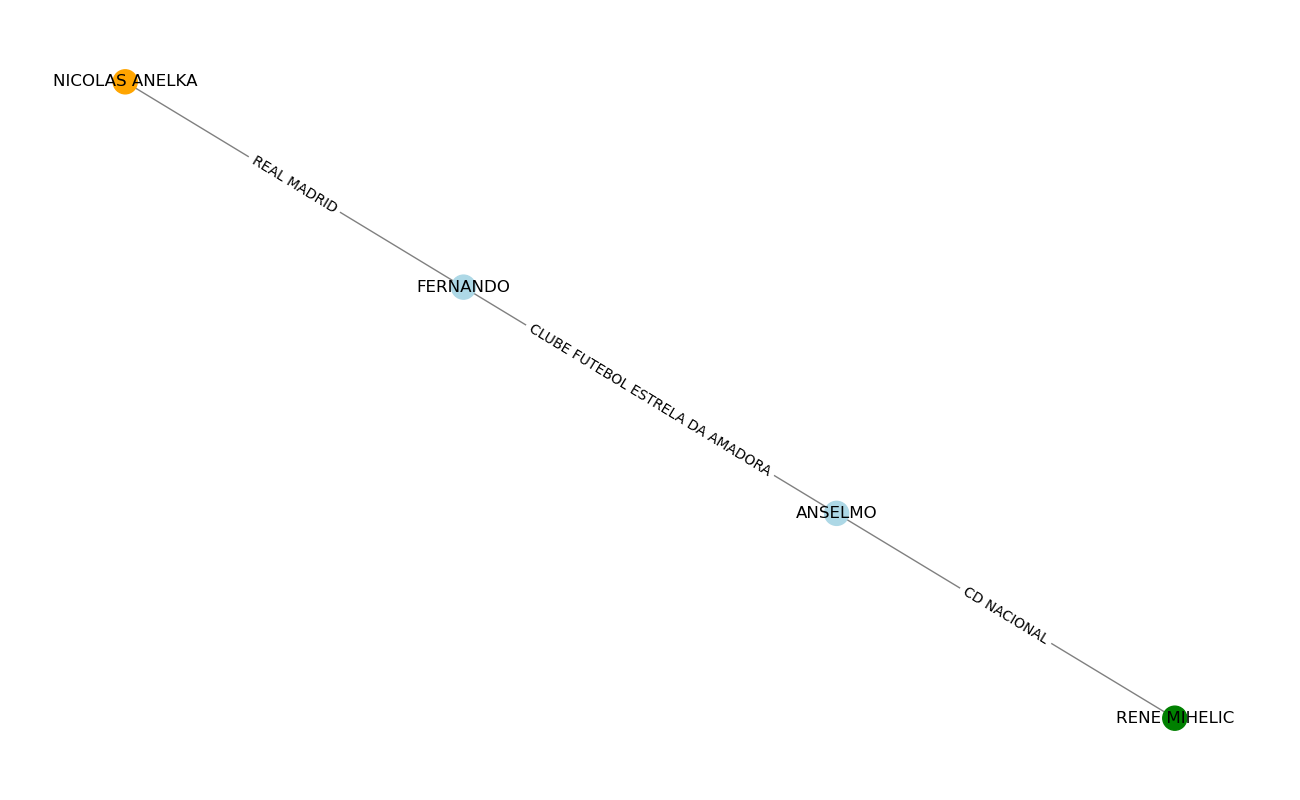 NICOLAS ANELKA
REAL MADRID
FERNANDO
CLUBE FUTEBOL ESTRELA DA AMADORA
ANSELMO
CD NACIONAL
RENE MIHELIC